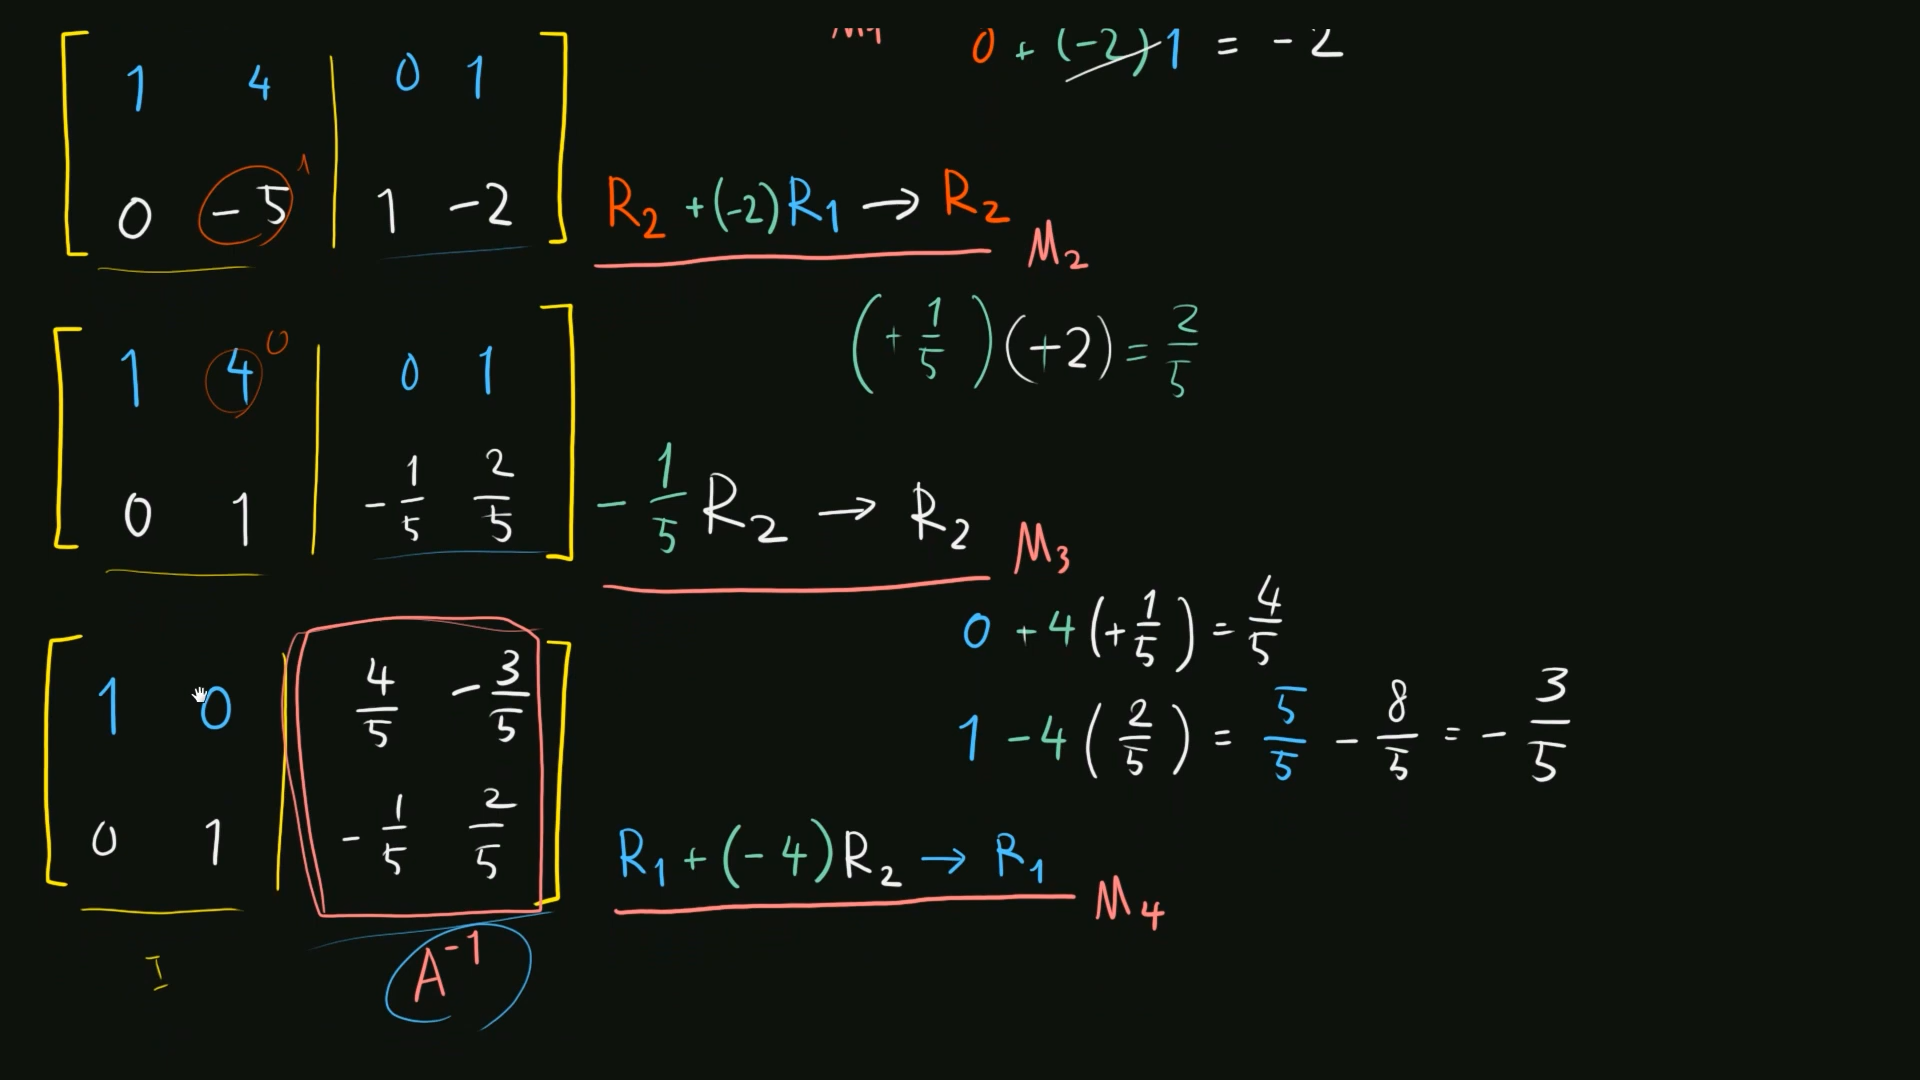 M1 0 + (-2) 1 = -2
1 4 | 0 1
0 -5 1 | 1 -2 R2 + (-2) R1 → R2 M2
(+ 1/5) (+2) = 2/5
1 4 0 | 0 1
0 1 | -1/5 2/5 -1/5 R2 → R2 M3
0 + 4 (+ 1/5) = 4/5
1 0 | 4/5 -3/5 1 - 4 (2/5) = 5/5 - 8/5 = - 3/5
0 1 | -1/5 2/5 R1 + (-4) R2 → R1 M4
I A⁻¹